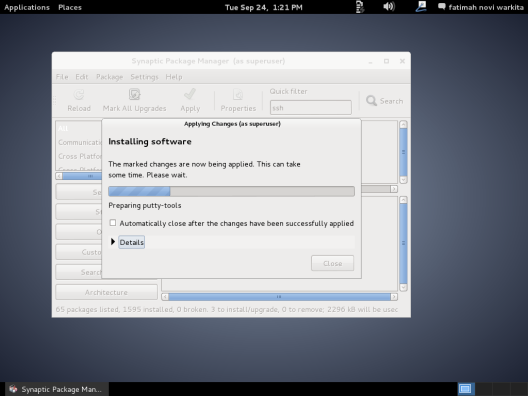 Applications Places Tue Sep 24, 1:21 PM fatimah novi warkita
Synaptic Package Manager (as superuser)
File Edit Package Settings Help
Reload Mark All Upgrades Apply Properties Quick filter Search
ssh
Applying Changes (as superuser)
All
Communicati
Cross Platfo
Installing software
The marked changes are now being applied. This can take
some time. Please wait.
Preparing putty-tools
Automatically close after the changes have been successfully applied
Details
Se
St
O
Custo
Search
Close
Architecture
65 packages listed, 1595 installed, 0 broken. 3 to install/upgrade, 0 to remove; 2296 kB will be used
Synaptic Package Man...